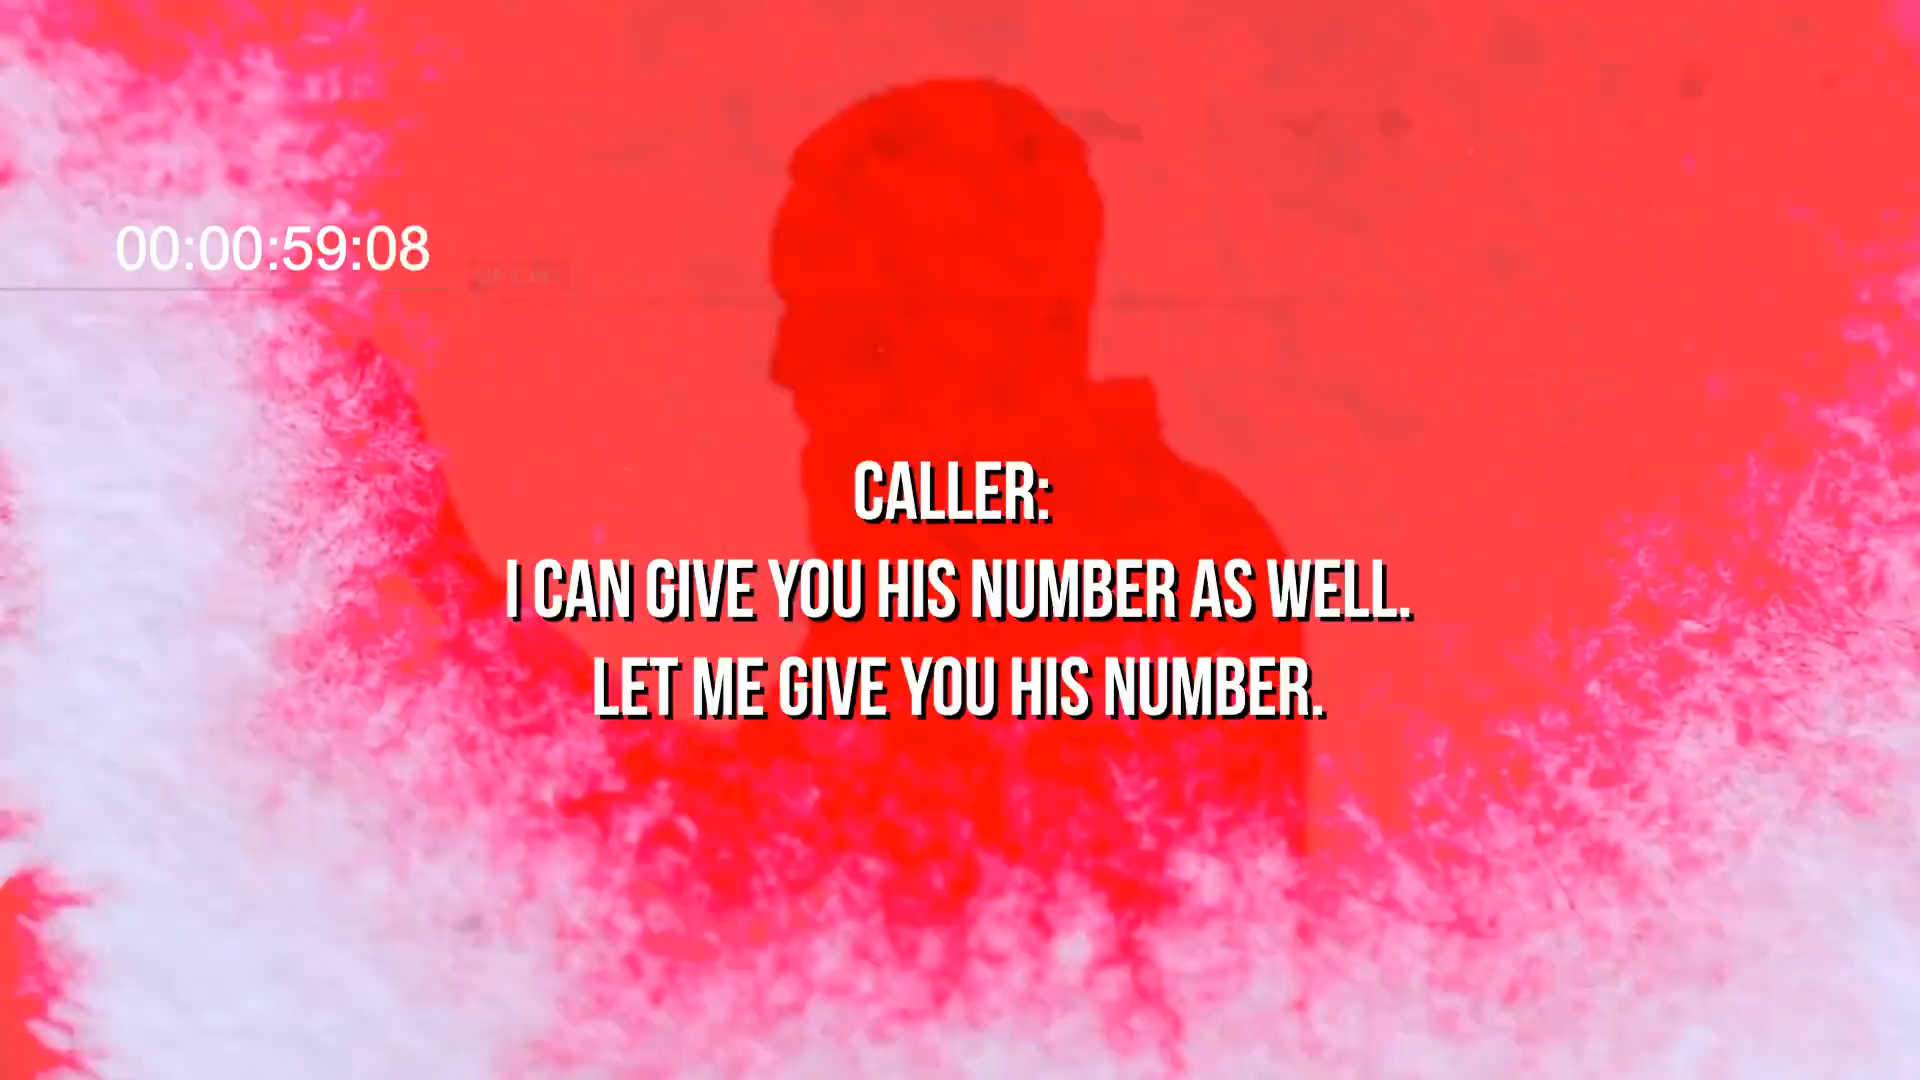 00:00:59:08
CALLER:
I CAN GIVE YOU HIS NUMBER AS WELL.
LET ME GIVE YOU HIS NUMBER.